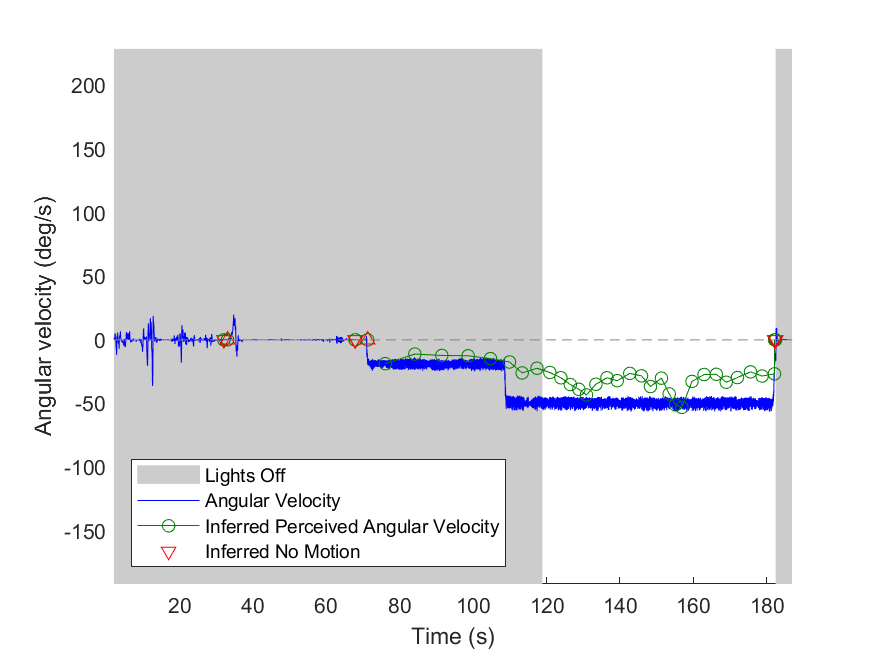 200
150
100
50
0
-50
-100
-150
Angular velocity (deg/s)
Lights Off
Angular Velocity
Inferred Perceived Angular Velocity
Inferred No Motion
20 40 60 80 100 120 140 160 180
Time (s)